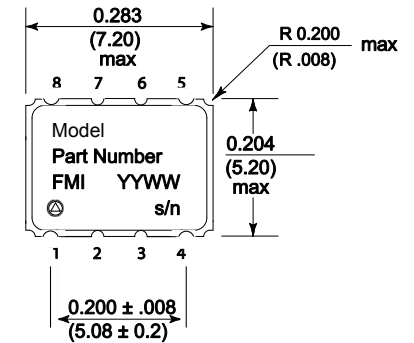 0.283
(7.20)
max
R 0.200
(R .008)
max
8 7 6 5
Model
Part Number
FMI YYWW
s/n
0.204
(5.20)
max
1 2 3 4
0.200 ± .008
(5.08 ± 0.2)